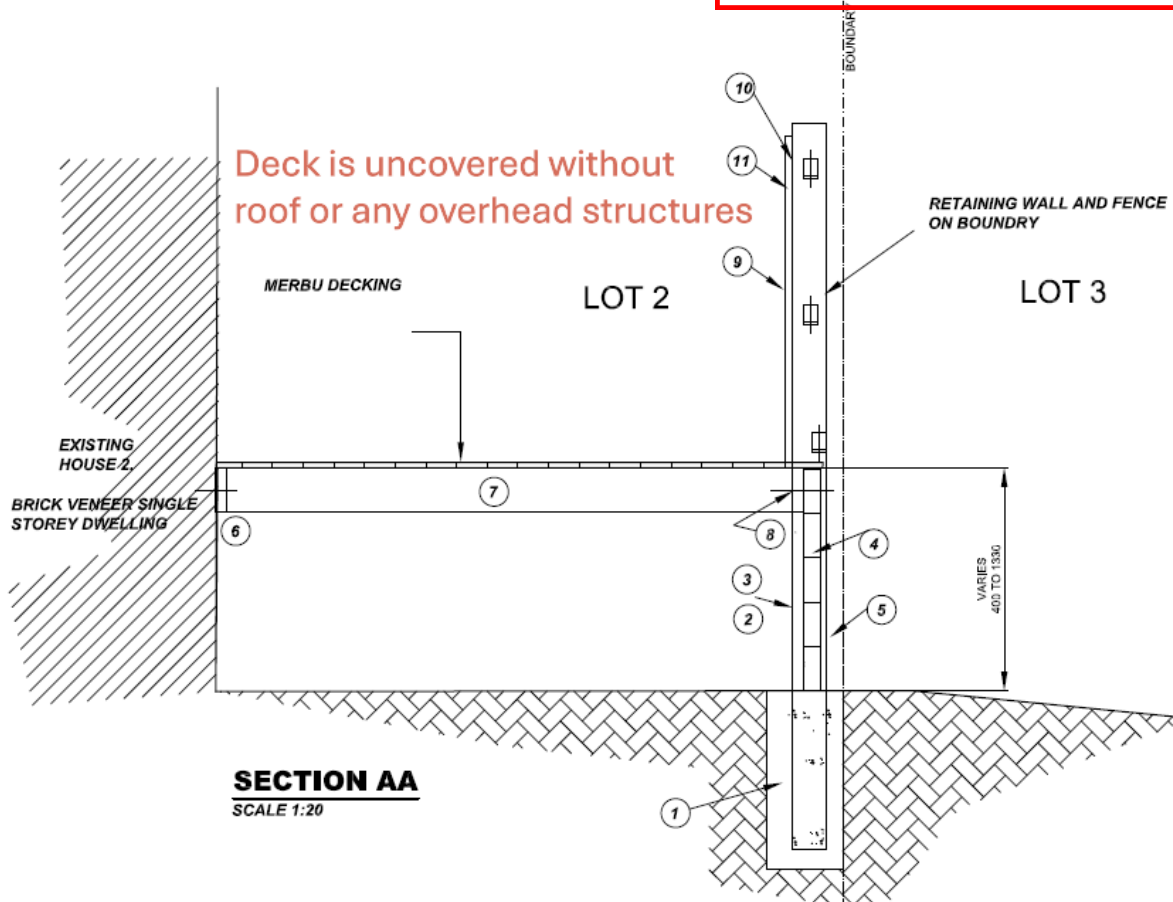 BOUNDARY
10
Deck is uncovered without
roof or any overhead structures
11
RETAINING WALL AND FENCE
ON BOUNDRY
9
MERBU DECKING
LOT 2
LOT 3
EXISTING
HOUSE 2,
BRICK VENEER SINGLE
STOREY DWELLING
7
6
8
4
3
2
5
VARIES
400 TO 1330
SECTION AA
SCALE 1:20
1